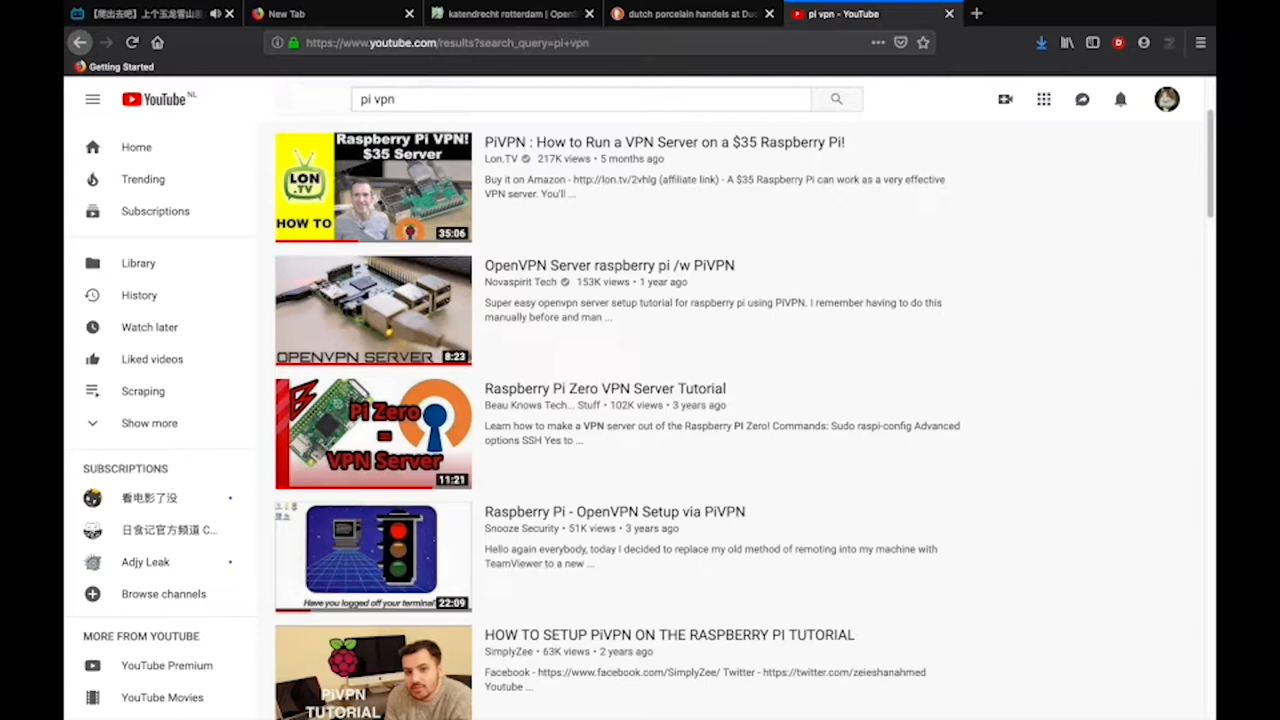 【爬出去吧】上个玉龙雪山差
New Tab
katendrecht rotterdam | OpenS
dutch porcelain handels at Duc
pi vpn - YouTube
https://www.youtube.com/results?search_query=pi+vpn
Getting Started
YouTube NL
pi vpn
Home
Trending
Subscriptions
Library
History
Watch later
Liked videos
Scraping
Show more
SUBSCRIPTIONS
看电影了没
日食记官方频道 C...
Adjy Leak
Browse channels
MORE FROM YOUTUBE
YouTube Premium
YouTube Movies
Raspberry Pi VPN!
$35 Server
LON
.TV
HOW TO
35:06
PiVPN : How to Run a VPN Server on a $35 Raspberry Pi!
Lon.TV 217K views • 5 months ago
Buy it on Amazon - http://lon.tv/2vhlg (affiliate link) - A $35 Raspberry Pi can work as a very effective
VPN server. You'll ...
OPENVPN SERVER
8:23
OpenVPN Server raspberry pi /w PiVPN
Novaspirit Tech 153K views • 1 year ago
Super easy openvpn server setup tutorial for raspberry pi using PiVPN. I remember having to do this
manually before and man ...
Pi Zero
=
VPN Server
11:21
Raspberry Pi Zero VPN Server Tutorial
Beau Knows Tech... Stuff • 102K views • 3 years ago
Learn how to make a VPN server out of the Raspberry PI Zero! Commands: Sudo raspi-config Advanced
options SSH Yes to ...
Have you logged off your terminal
22:09
Raspberry Pi - OpenVPN Setup via PiVPN
Snooze Security • 51K views • 3 years ago
Hello again everybody, today I decided to replace my old method of remoting into my machine with
TeamViewer to a new ...
PiVPN
TUTORIAL
HOW TO SETUP PiVPN ON THE RASPBERRY PI TUTORIAL
SimplyZee • 63K views • 2 years ago
Facebook - https://www.facebook.com/SimplyZee/ Twitter - https://twitter.com/zeieshanahmed
Youtube ...